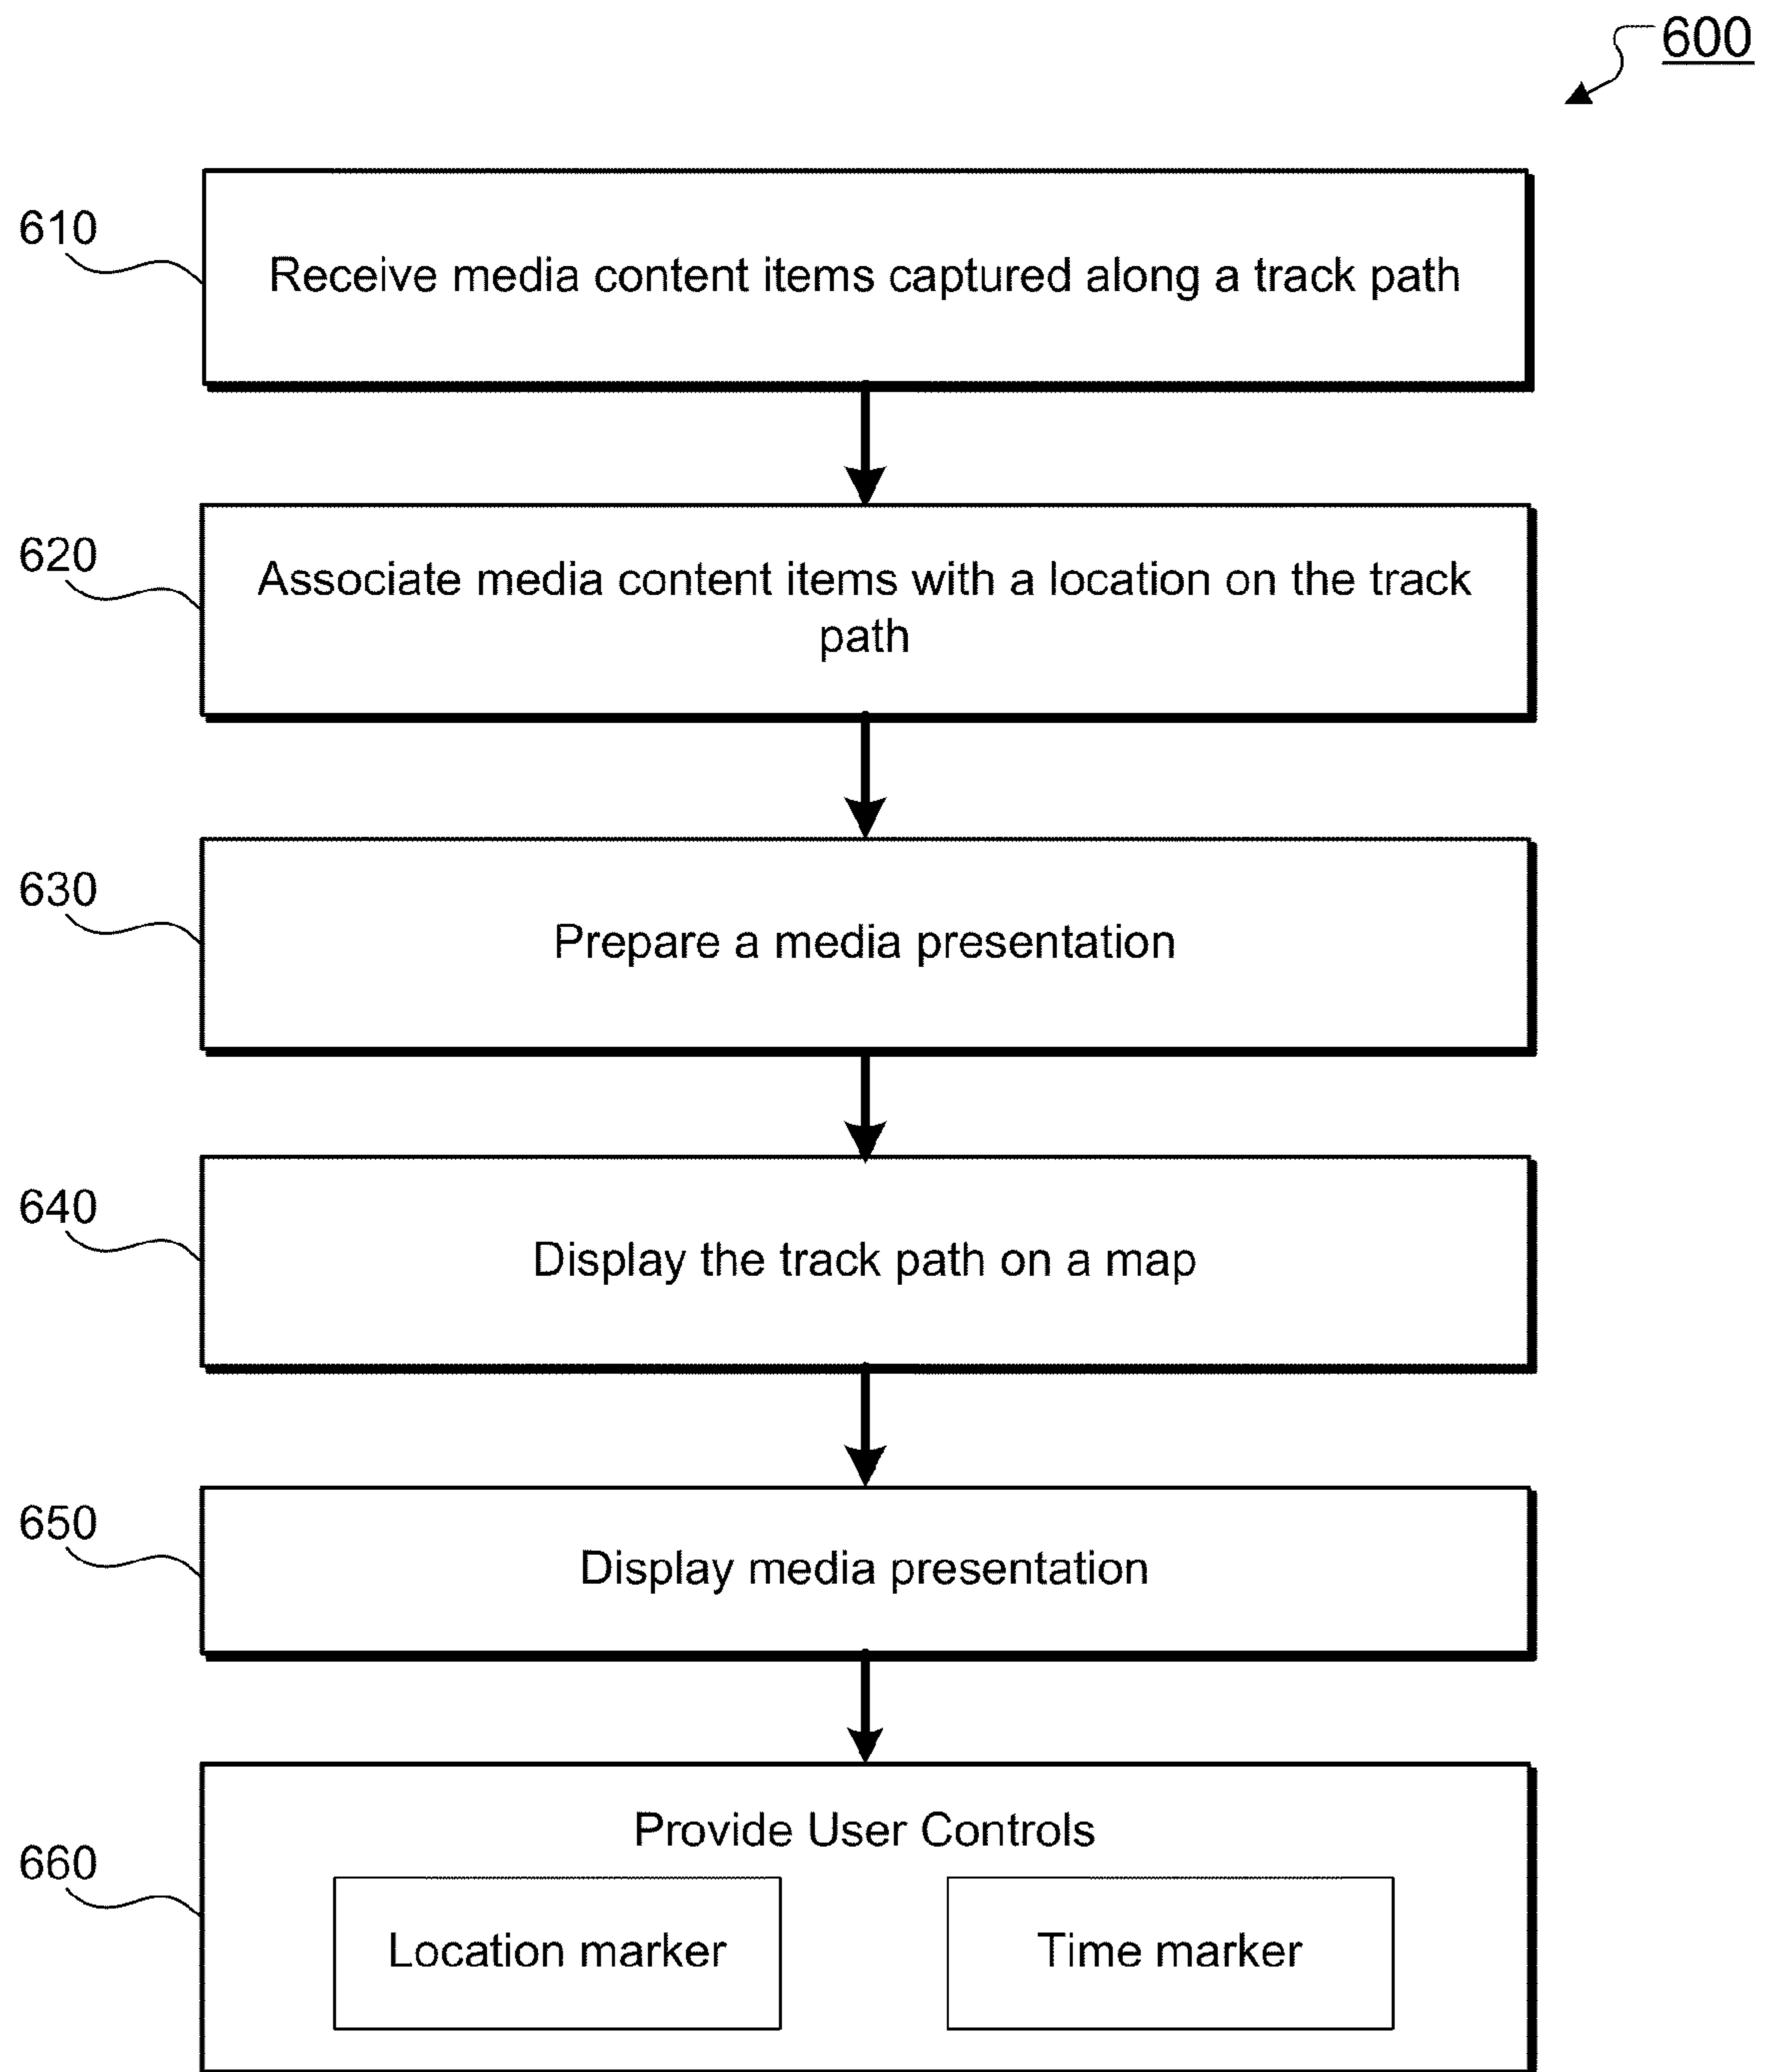 600
610
Receive media content items captured along a track path
620
Associate media content items with a location on the track
path
630
Prepare a media presentation
640
Display the track path on a map
650
Display media presentation
660
Provide User Controls
Location marker
Time marker